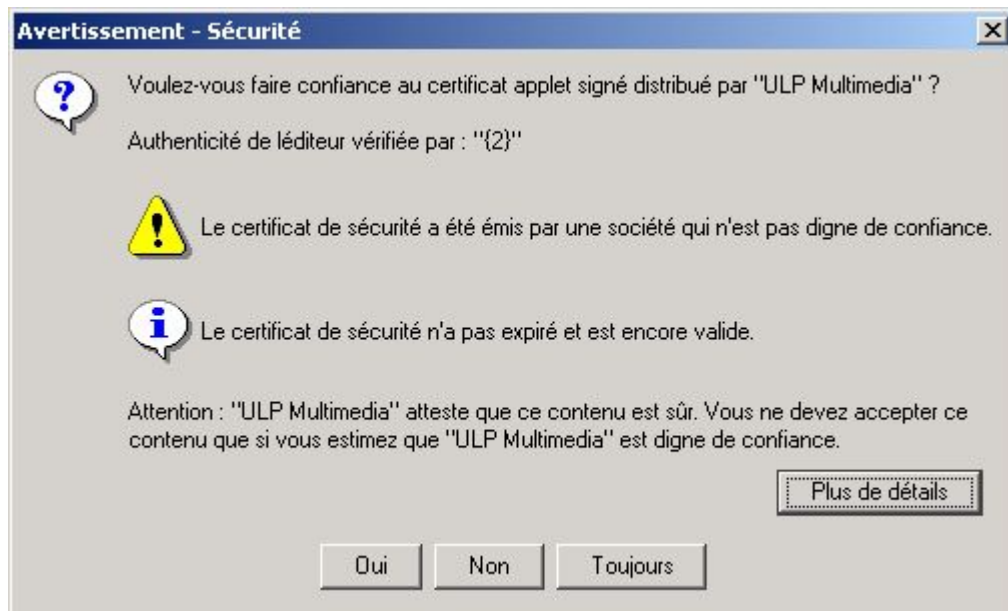 Avertissement - Sécurité
Voulez-vous faire confiance au certificat applet signé distribué par "ULP Multimedia" ?
Authenticité de léditeur vérifiée par : "{2}"
Le certificat de sécurité a été émis par une société qui n'est pas digne de confiance.
Le certificat de sécurité n'a pas expiré et est encore valide.
Attention : "ULP Multimedia" atteste que ce contenu est sûr. Vous ne devez accepter ce
contenu que si vous estimez que "ULP Multimedia" est digne de confiance.
Plus de détails
Oui Non Toujours